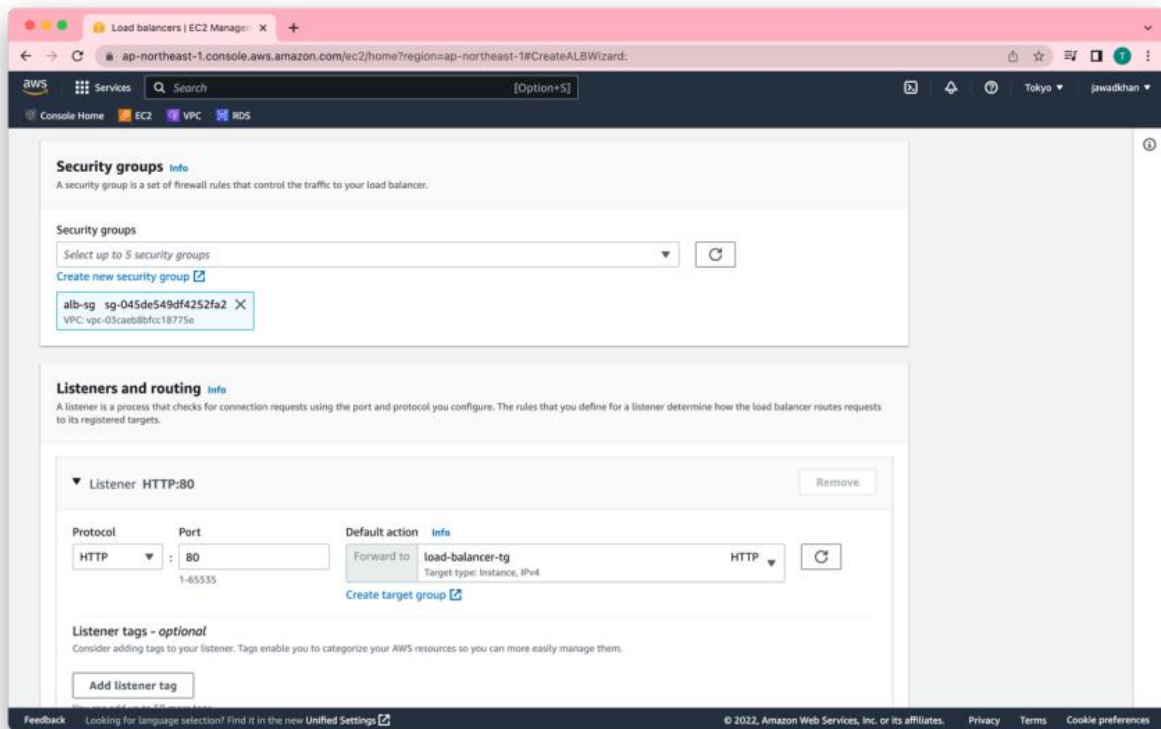 Load balancers | EC2 Managem
ap-northeast-1.console.aws.amazon.com/ec2/home?region=ap-northeast-1#CreateALBWizard:
T
aws
Services
Search
[Option+S]
Tokyo
jawadkhan
Console Home
EC2
VPC
RDS
Security groups Info
A security group is a set of firewall rules that control the traffic to your load balancer.
Security groups
Select up to 5 security groups
Create new security group
alb-sg sg-045de549df4252fa2
VPC: vpc-03caeb8bfcc18775e
Listeners and routing Info
A listener is a process that checks for connection requests using the port and protocol you configure. The rules that you define for a listener determine how the load balancer routes requests
to its registered targets.
Listener HTTP:80
Remove
Protocol
Port
Default action Info
HTTP
:
80
Forward to
load-balancer-tg
HTTP
Target type: Instance, IPv4
1-65535
Create target group
Listener tags - optional
Consider adding tags to your listener. Tags enable you to categorize your AWS resources so you can more easily manage them.
Add listener tag
Feedback
Looking for language selection? Find it in the new Unified Settings
© 2022, Amazon Web Services, Inc. or its affiliates.
Privacy
Terms
Cookie preferences